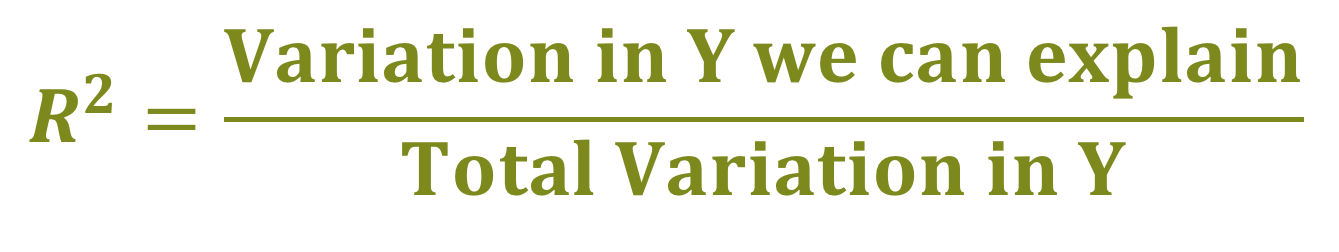 R² = Variation in Y we can explain
Total Variation in Y